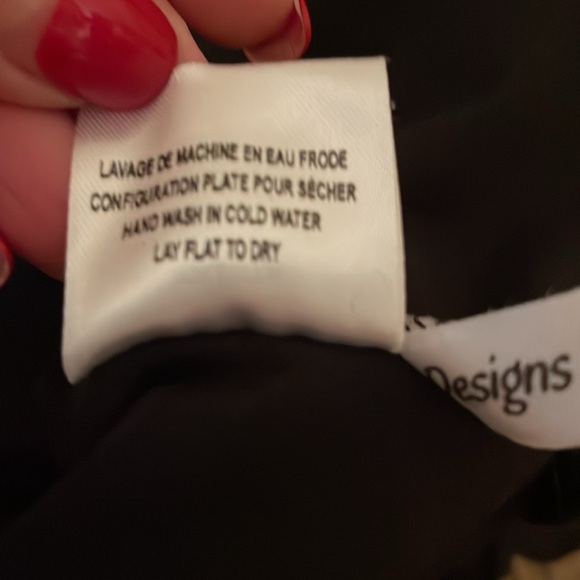 LAVAGE DE MACHINE EN EAU FRODE
CONFIGURATION PLATE POUR SÉCHER
HAND WASH IN COLD WATER
LAY FLAT TO DRY
Designs